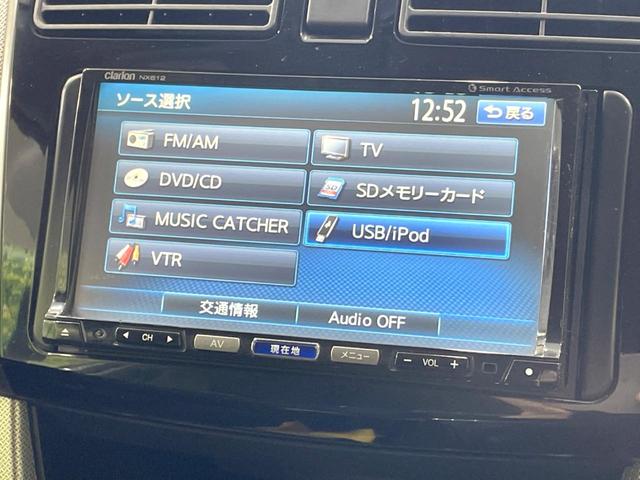 Clarion NX612
Smart Access
ソース選択
12:52
戻る
FM/AM
TV
DVD/CD
SDメモリーカード
MUSIC CATCHER
USB/iPod
VTR
交通情報
Audio OFF
CH
AV
現在地
メニュー
− VOL +